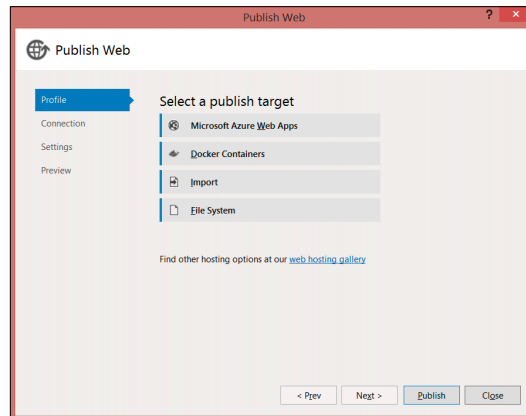 Publish Web
?
×
Publish Web
Profile
Connection
Settings
Preview
Select a publish target
Microsoft Azure Web Apps
Docker Containers
Import
File System
Find other hosting options at our web hosting gallery
< Prev
Next >
Publish
Close